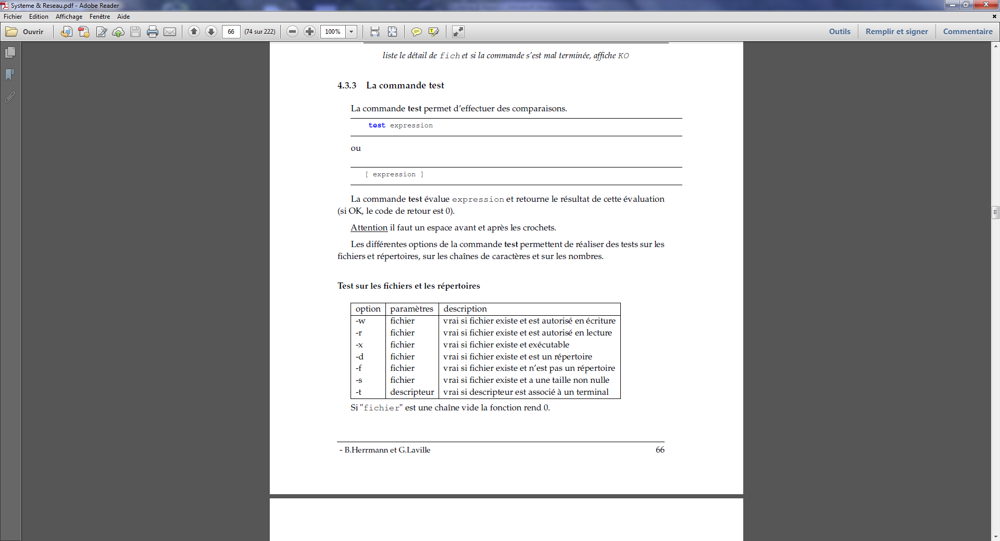 Systeme & Reseau.pdf - Adobe Reader
Fichier Edition Affichage Fenêtre Aide
Ouvrir 66 (74 sur 222) 100% Outils Remplir et signer Commentaire
liste le détail de fich et si la commande s'est mal terminée, affiche KO
4.3.3 La commande test
La commande test permet d'effectuer des comparaisons.
test expression
ou
[ expression ]
La commande test évalue expression et retourne le résultat de cette évaluation
(si OK, le code de retour est 0).
Attention il faut un espace avant et après les crochets.
Les différentes options de la commande test permettent de réaliser des tests sur les
fichiers et répertoires, sur les chaînes de caractères et sur les nombres.
Test sur les fichiers et les répertoires
option paramètres description
-w fichier vrai si fichier existe et est autorisé en écriture
-r fichier vrai si fichier existe et est autorisé en lecture
-x fichier vrai si fichier existe et exécutable
-d fichier vrai si fichier existe et est un répertoire
-f fichier vrai si fichier existe et n'est pas un répertoire
-s fichier vrai si fichier existe et a une taille non nulle
-t descripteur vrai si descripteur est associé à un terminal
Si "fichier" est une chaîne vide la fonction rend 0.
- B.Herrmann et G.Laville 66